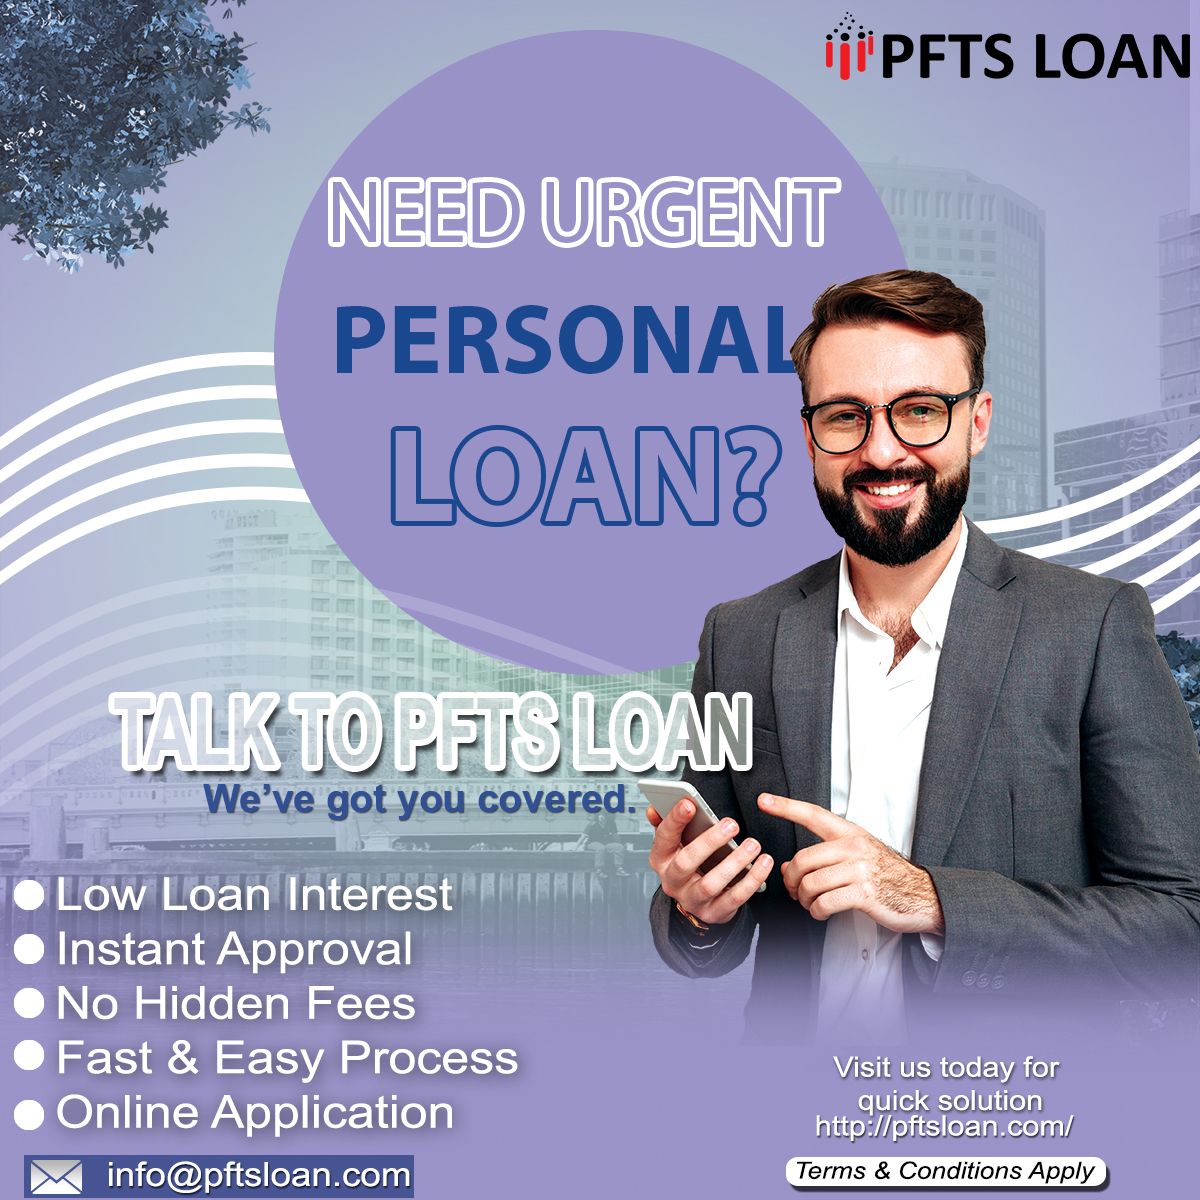 PFTS LOAN
NEED URGENT
PERSONAL
LOAN?
TALK TO PFTS LOAN
We've got you covered.
Low Loan Interest
Instant Approval
No Hidden Fees
Fast & Easy Process
Online Application
info@pftsloan.com
Visit us today for
quick solution
http://pftsloan.com/
Terms & Conditions Apply